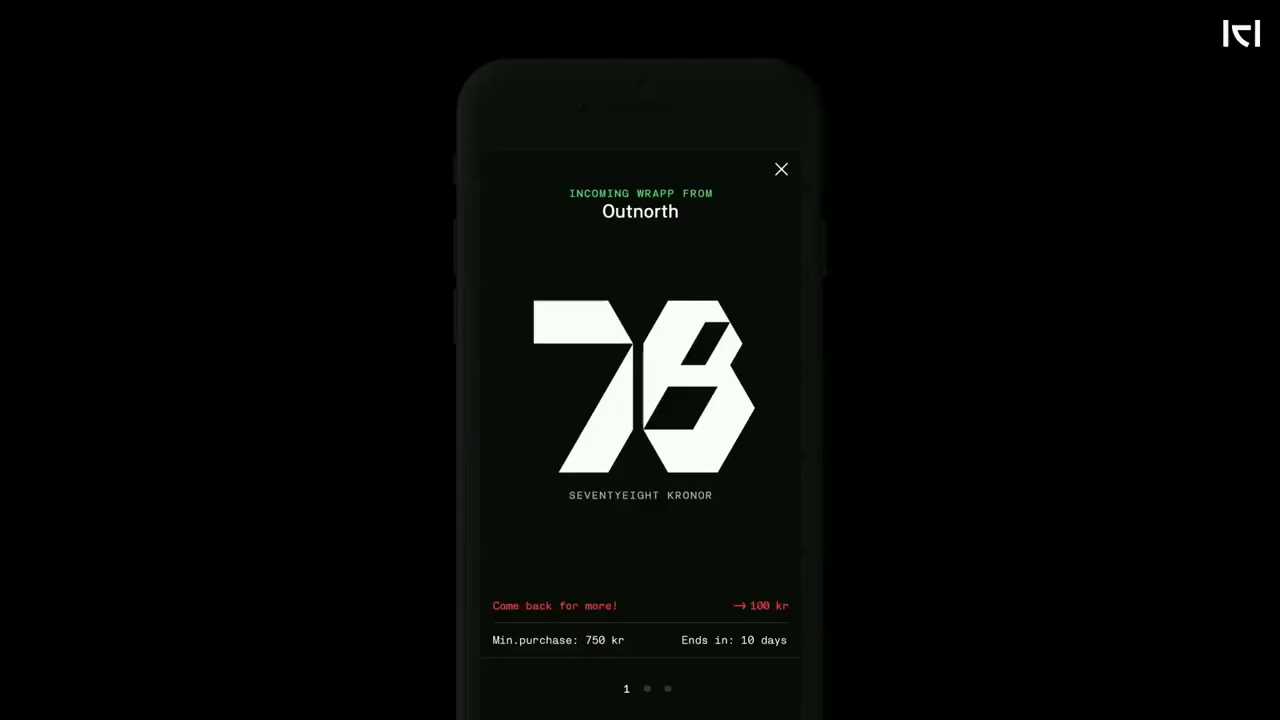 INCOMING WRAPP FROM
Outnorth
78
SEVENTYEIGHT KRONOR
Come back for more! → 100 kr
Min.purchase: 750 kr Ends in: 10 days
1